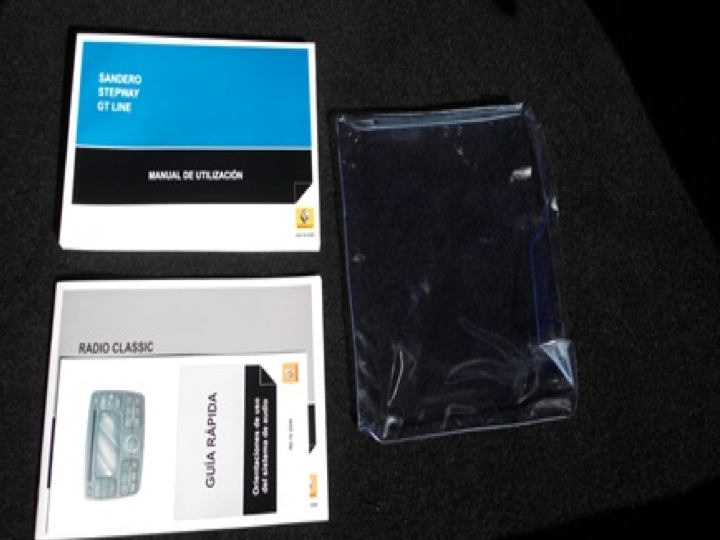 SANDERO
STEPWAY
GT LINE
MANUAL DE UTILIZACIÓN
RADIO CLASSIC
GUÍA RÁPIDA
Orientaciones de uso
del sistema de audio